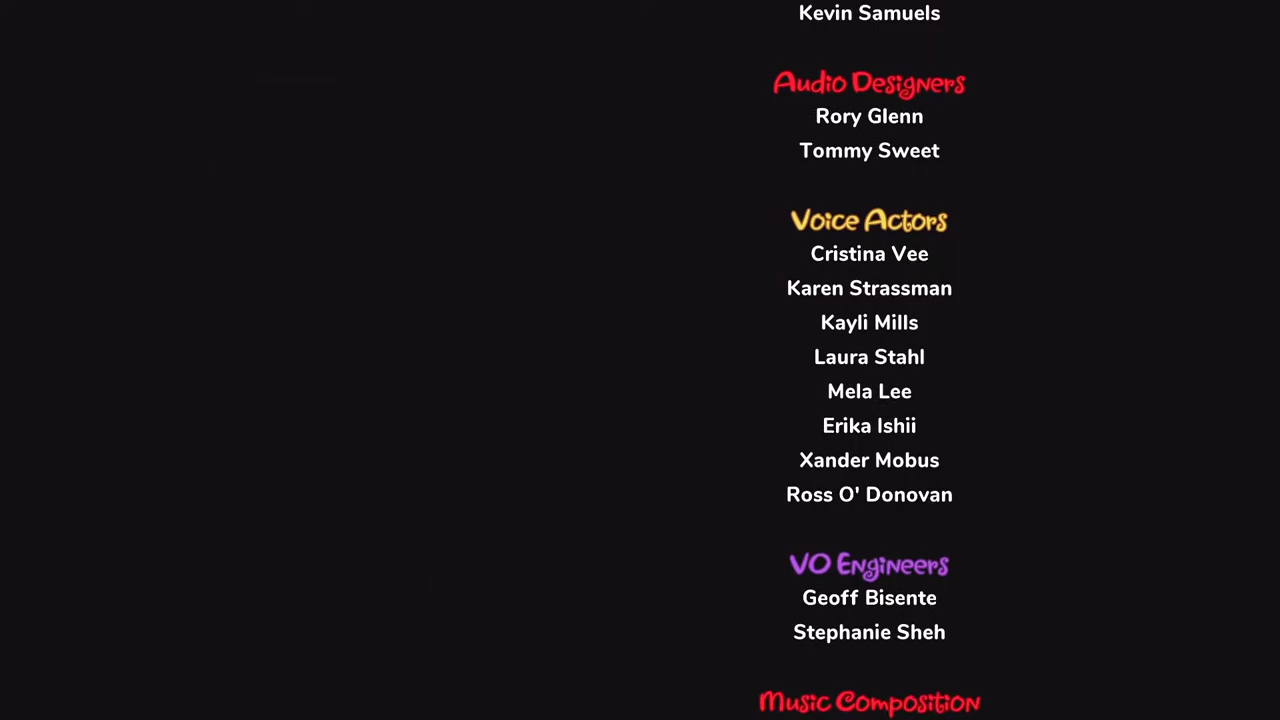 Kevin Samuels
Audio Designers
Rory Glenn
Tommy Sweet
Voice Actors
Cristina Vee
Karen Strassman
Kayli Mills
Laura Stahl
Mela Lee
Erika Ishii
Xander Mobus
Ross O' Donovan
VO Engineers
Geoff Bisente
Stephanie Sheh
Music Composition